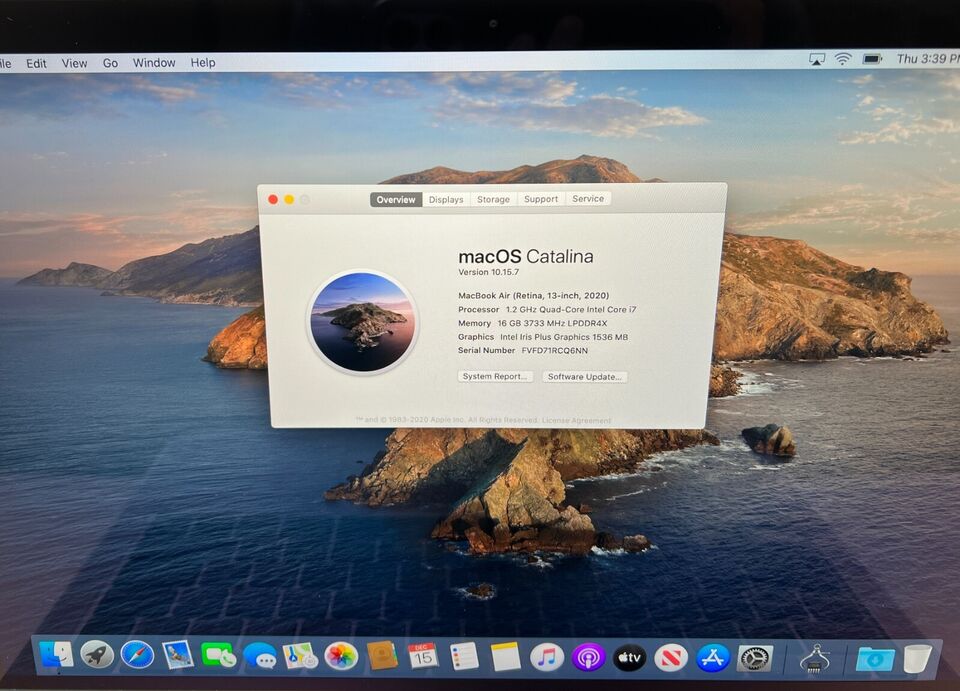 ile Edit View Go Window Help Thu 3:39 PM
Overview Displays Storage Support Service
macOS Catalina
Version 10.15.7
MacBook Air (Retina, 13-inch, 2020)
Processor 1.2 GHz Quad-Core Intel Core i7
Memory 16 GB 3733 MHz LPDDR4X
Graphics Intel Iris Plus Graphics 1536 MB
Serial Number FVFD71RCQ6NN
System Report... Software Update...
™ and © 1983-2020 Apple Inc. All Rights Reserved. License Agreement
DEC
15
tv